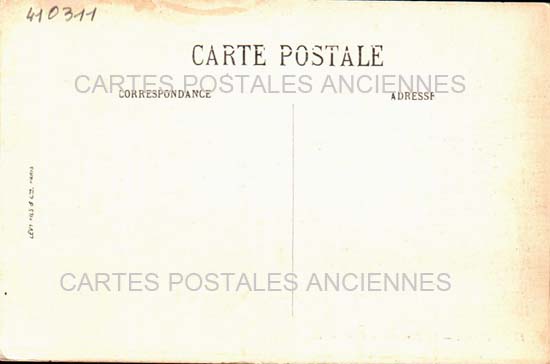 410311
CARTE POSTALE
CARTES POSTALES ANCIENNES
CORRESPONDANCE
ADRESSE
CARTES POSTALES ANCIENNES